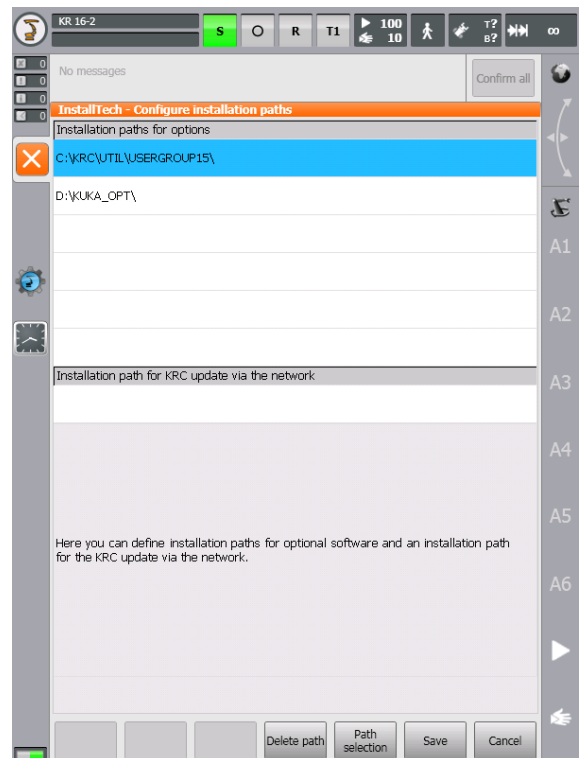 KR 16-2
S
O
R
T1
100
10
T?
B?
∞
0
0
0
0
No messages
Confirm all
InstallTech - Configure installation paths
Installation paths for options
C:\KRC\UTIL\USERGROUP15\
D:\KUKA_OPT\
Installation path for KRC update via the network
Here you can define installation paths for optional software and an installation path
for the KRC update via the network.
A1
A2
A3
A4
A5
A6
Delete path
Path
selection
Save
Cancel